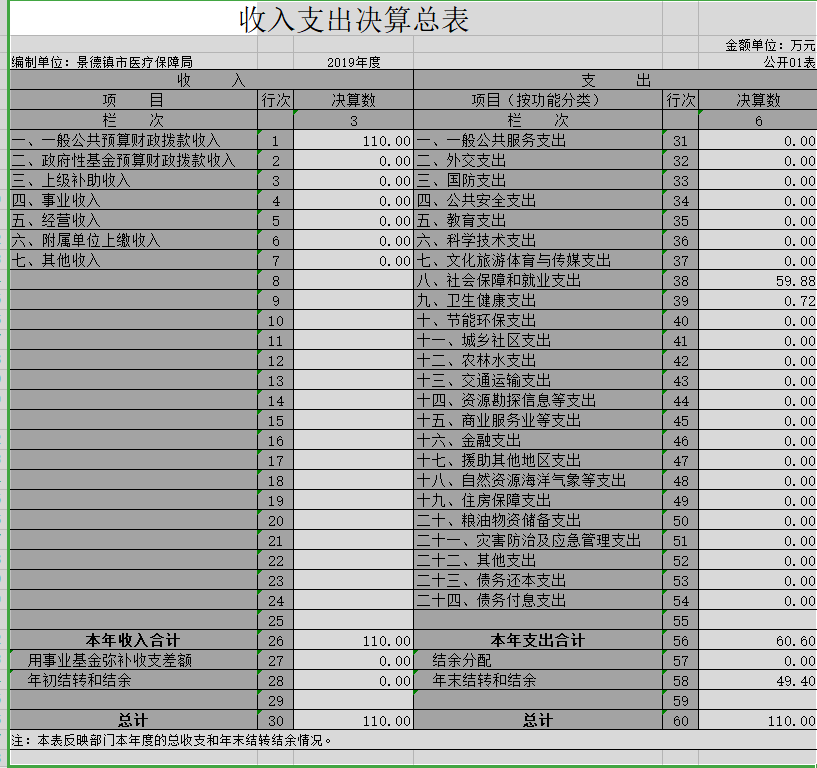 收入支出决算总表
金额单位：万元
编制单位：景德镇市医疗保障局 2019年度 公开01表
收 入 支 出
项 目 行次 决算数 项目（按功能分类） 行次 决算数
栏 次 3 栏 次 6
一、一般公共预算财政拨款收入 1 110.00 一、一般公共服务支出 31 0.00
二、政府性基金预算财政拨款收入 2 0.00 二、外交支出 32 0.00
三、上级补助收入 3 0.00 三、国防支出 33 0.00
四、事业收入 4 0.00 四、公共安全支出 34 0.00
五、经营收入 5 0.00 五、教育支出 35 0.00
六、附属单位上缴收入 6 0.00 六、科学技术支出 36 0.00
七、其他收入 7 0.00 七、文化旅游体育与传媒支出 37 0.00
8 八、社会保障和就业支出 38 59.88
9 九、卫生健康支出 39 0.72
10 十、节能环保支出 40 0.00
11 十一、城乡社区支出 41 0.00
12 十二、农林水支出 42 0.00
13 十三、交通运输支出 43 0.00
14 十四、资源勘探信息等支出 44 0.00
15 十五、商业服务业等支出 45 0.00
16 十六、金融支出 46 0.00
17 十七、援助其他地区支出 47 0.00
18 十八、自然资源海洋气象等支出 48 0.00
19 十九、住房保障支出 49 0.00
20 二十、粮油物资储备支出 50 0.00
21 二十一、灾害防治及应急管理支出 51 0.00
22 二十二、其他支出 52 0.00
23 二十三、债务还本支出 53 0.00
24 二十四、债务付息支出 54 0.00
25 55
本年收入合计 26 110.00 本年支出合计 56 60.60
用事业基金弥补收支差额 27 0.00 结余分配 57 0.00
年初结转和结余 28 0.00 年末结转和结余 58 49.40
29 59
总计 30 110.00 总计 60 110.00
注：本表反映部门本年度的总收支和年末结转结余情况。